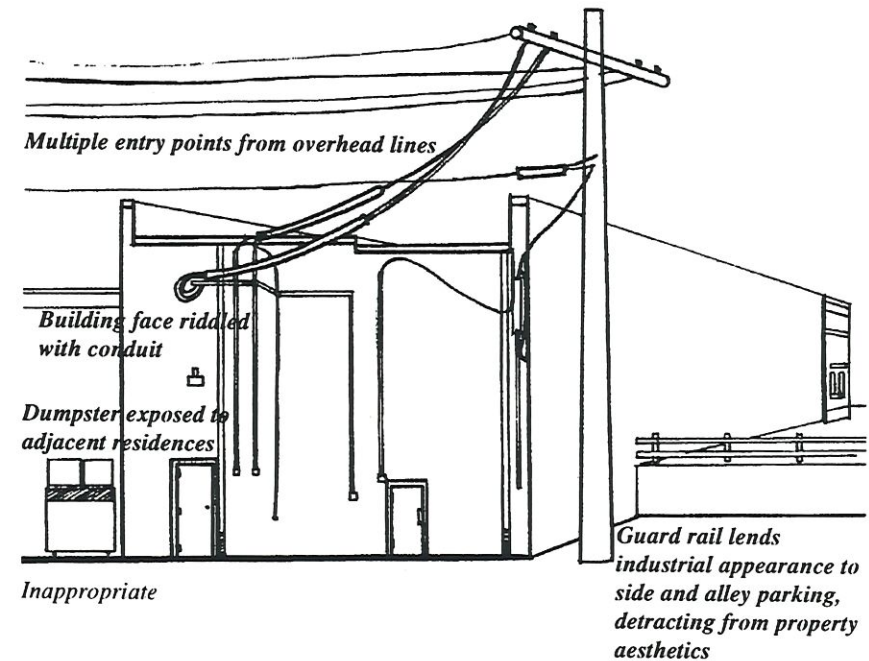 Multiple entry points from overhead lines
Building face riddled
with conduit
Dumpster exposed to
adjacent residences
Inappropriate
Guard rail lends
industrial appearance to
side and alley parking,
detracting from property
aesthetics